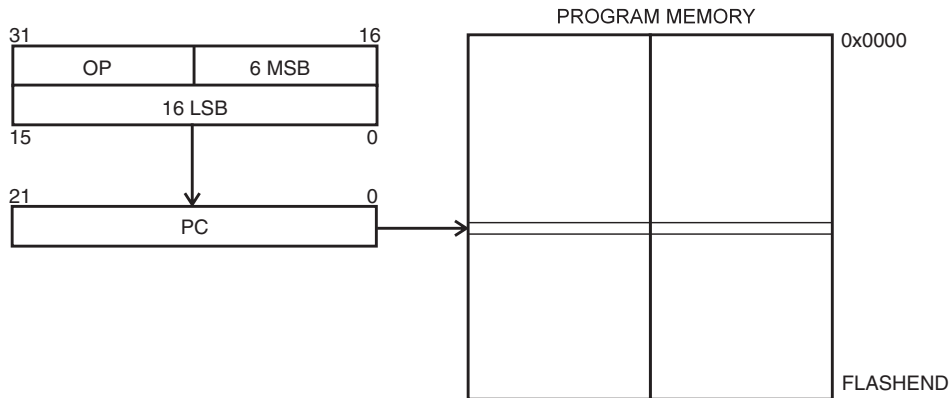 PROGRAM MEMORY
31 16
0x0000
OP 6 MSB
16 LSB
15 0
21 0
PC
FLASHEND